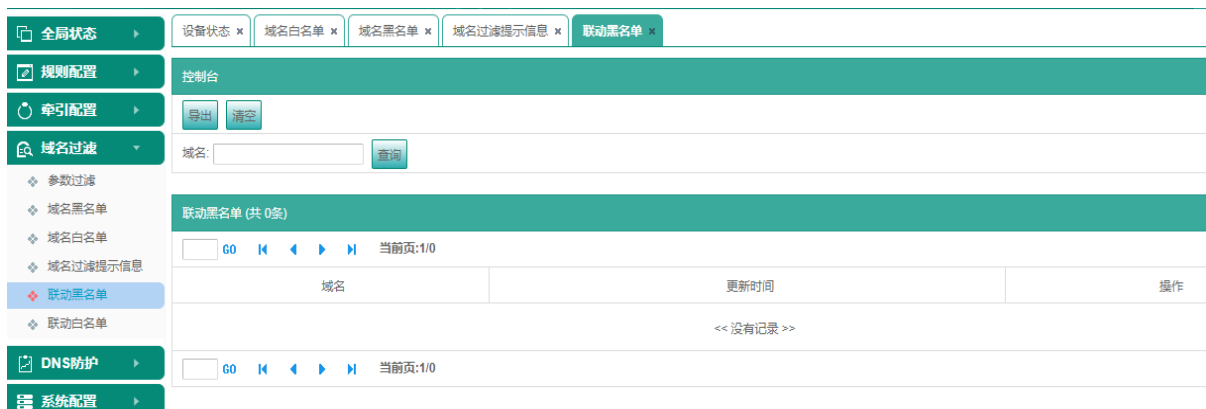 全局状态
规则配置
牵引配置
域名过滤
参数过滤
域名黑名单
域名白名单
域名过滤提示信息
联动黑名单
联动白名单
DNS防护
系统配置
设备状态 × 域名白名单 × 域名黑名单 × 域名过滤提示信息 × 联动黑名单 ×
控制台
导出 清空
域名: 查询
联动黑名单 (共 0条)
GO 当前页:1/0
域名 更新时间 操作
<< 没有记录 >>
GO 当前页:1/0